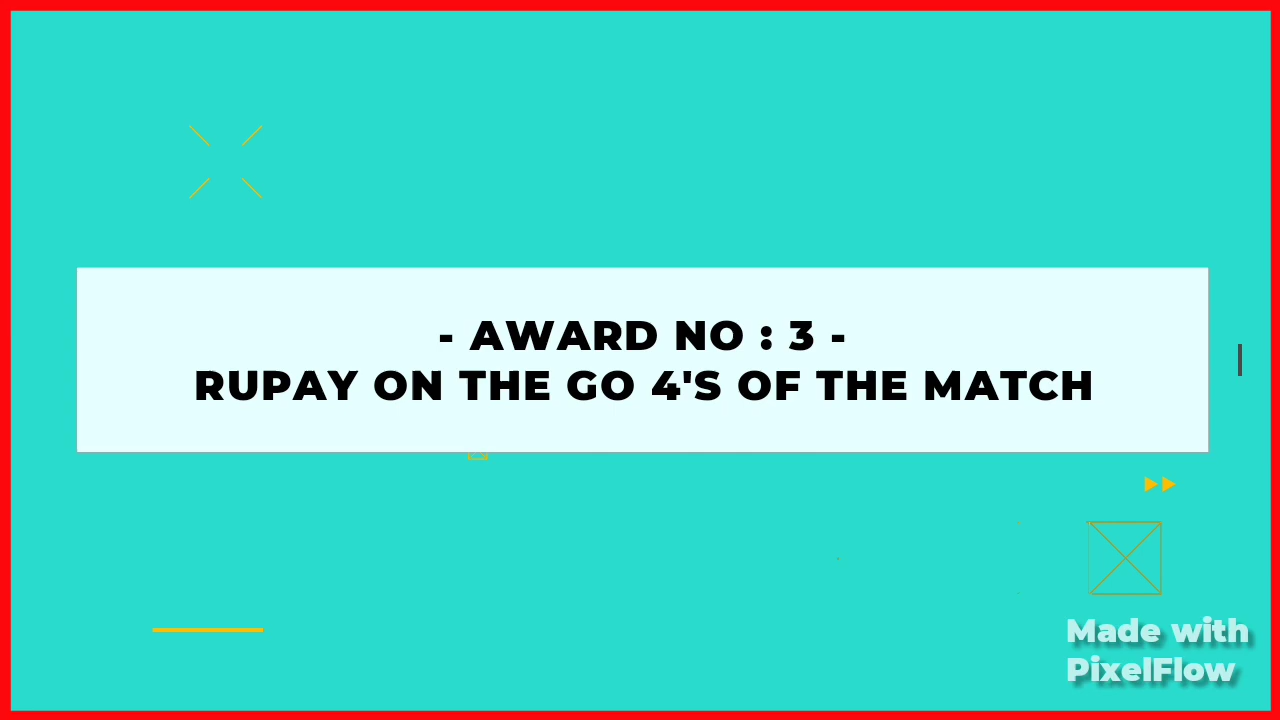 - AWARD NO : 3 -
RUPAY ON THE GO 4'S OF THE MATCH
Made with
PixelFlow